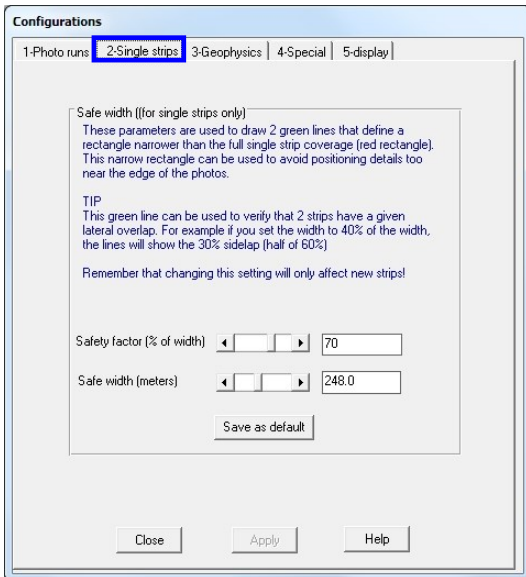 Configurations
1-Photo runs 2-Single strips 3-Geophysics 4-Special 5-display
Safe width ((for single strips only)
These parameters are used to draw 2 green lines that define a
rectangle narrower than the full single strip coverage (red rectangle).
This narrow rectangle can be used to avoid positioning details too
near the edge of the photos.
TIP
This green line can be used to verify that 2 strips have a given
lateral overlap. For example if you set the width to 40% of the width,
the lines will show the 30% sidelap (half of 60%)
Remember that changing this setting will only affect new strips!
Safety factor (% of width) 70
Safe width (meters) 248.0
Save as default
Close Apply Help